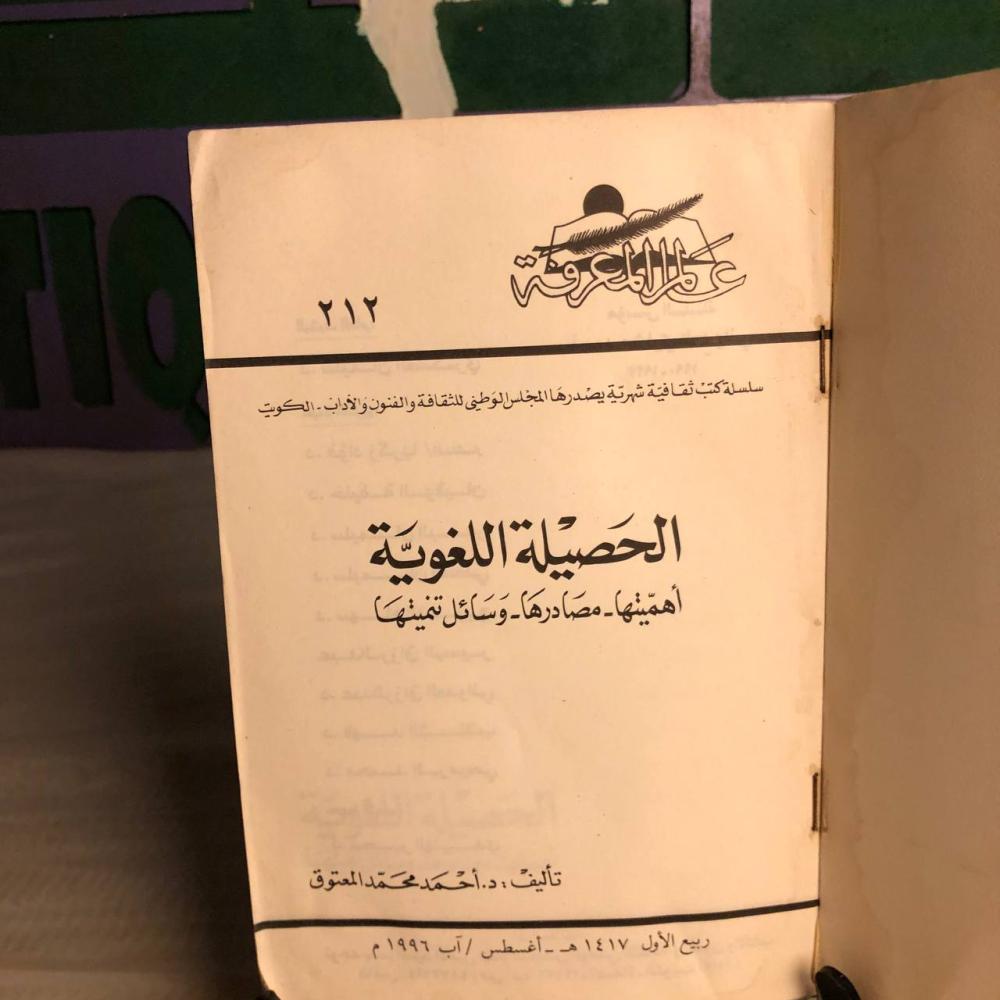 عالم المعرفة
٢١٢
سلسلة كتب ثقافية شهرية يصدرها المجلس الوطني للثقافة والفنون والآداب - الكويت
الحصيلة اللغوية
أهميتها - مصادرها - وسائل تنميتها
تأليف: د. أحمد محمد المعتوق
ربيع الأول ١٤١٧ هـ - أغسطس / آب ١٩٩٦ م
TIQ